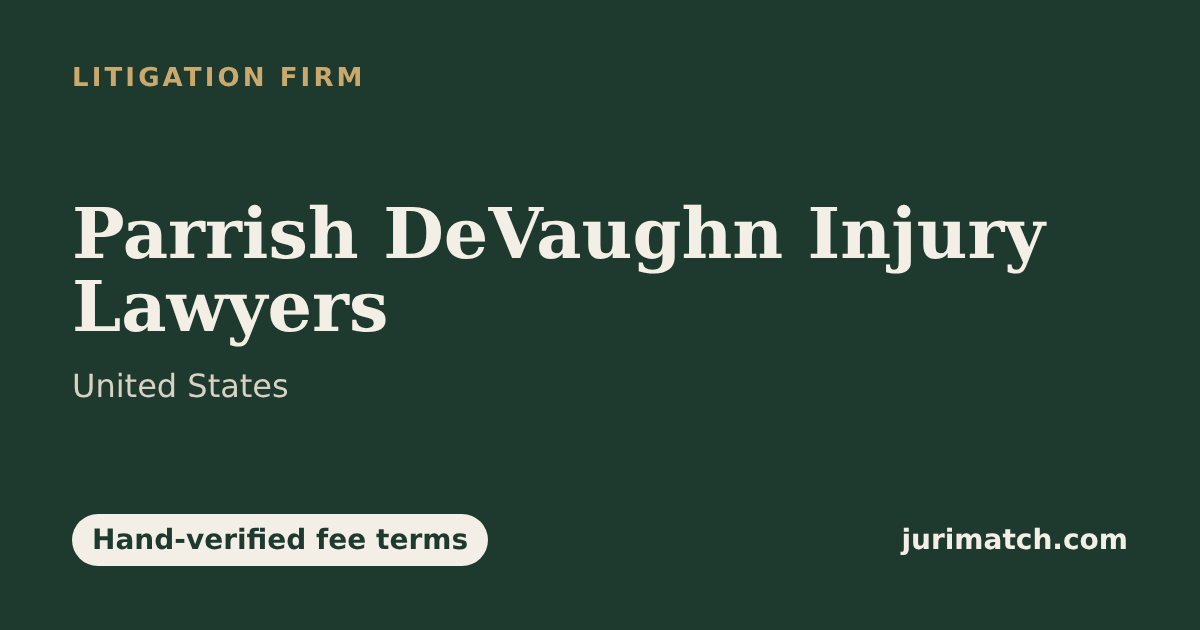 LITIGATION FIRM
Parrish DeVaughn Injury
Lawyers
United States
Hand-verified fee terms
jurimatch.com